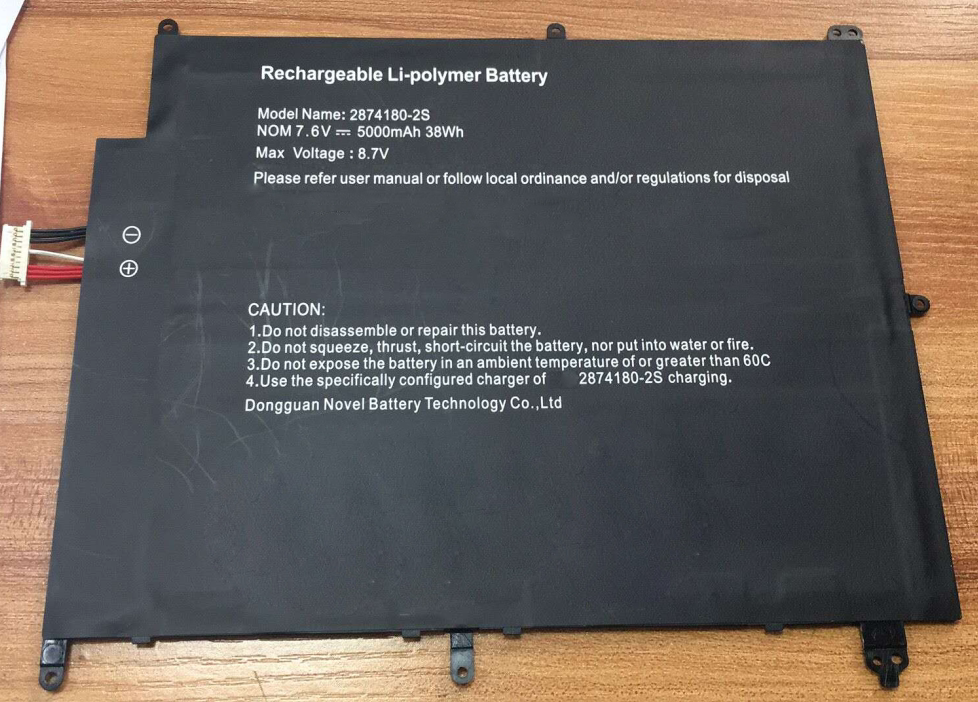 Rechargeable Li-polymer Battery
Model Name: 2874180-2S
NOM 7.6V ⎓ 5000mAh 38Wh
Max Voltage : 8.7V
Please refer user manual or follow local ordinance and/or regulations for disposal
⊖
⊕
CAUTION:
1.Do not disassemble or repair this battery.
2.Do not squeeze, thrust, short-circuit the battery, nor put into water or fire.
3.Do not expose the battery in an ambient temperature of or greater than 60C
4.Use the specifically configured charger of 2874180-2S charging.
Dongguan Novel Battery Technology Co.,Ltd